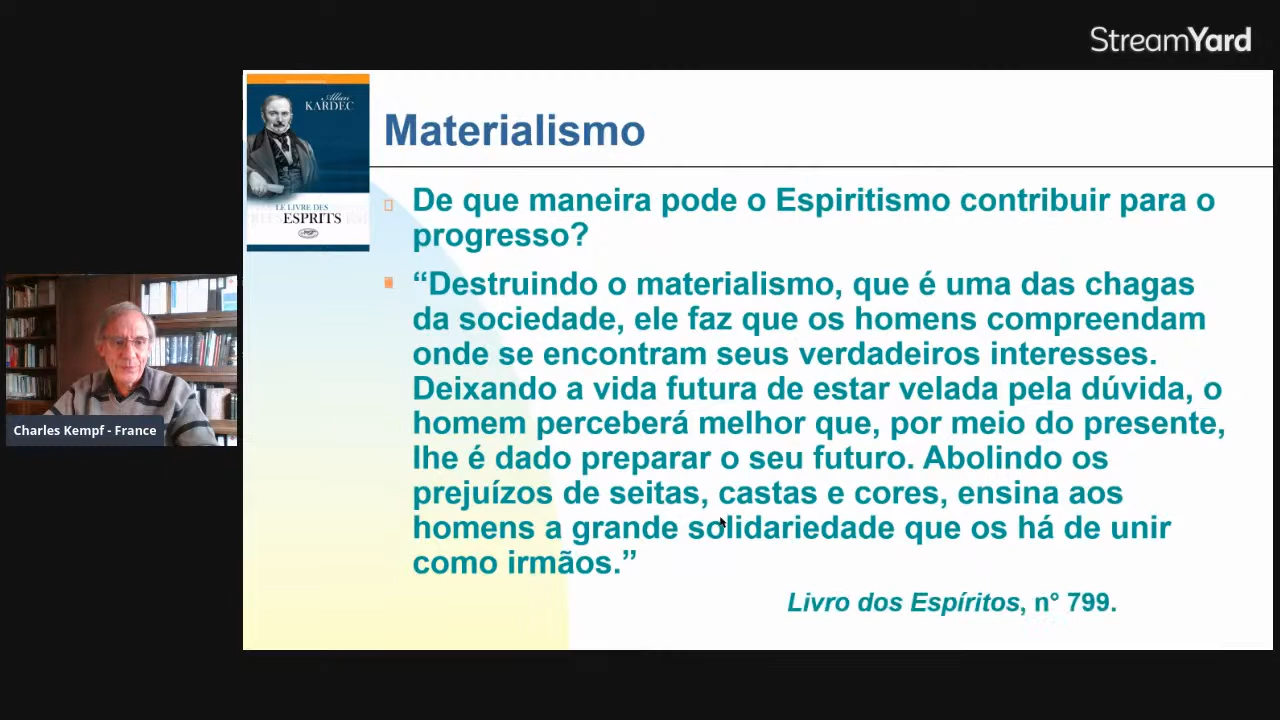 StreamYard
Allan
KARDEC
LE LIVRE DES
ESPRITS
Materialismo
De que maneira pode o Espiritismo contribuir para o
progresso?
“Destruindo o materialismo, que é uma das chagas
da sociedade, ele faz que os homens compreendam
onde se encontram seus verdadeiros interesses.
Deixando a vida futura de estar velada pela dúvida, o
homem perceberá melhor que, por meio do presente,
lhe é dado preparar o seu futuro. Abolindo os
prejuízos de seitas, castas e cores, ensina aos
homens a grande solidariedade que os há de unir
como irmãos.”
Livro dos Espíritos, n° 799.
Charles Kempf - France